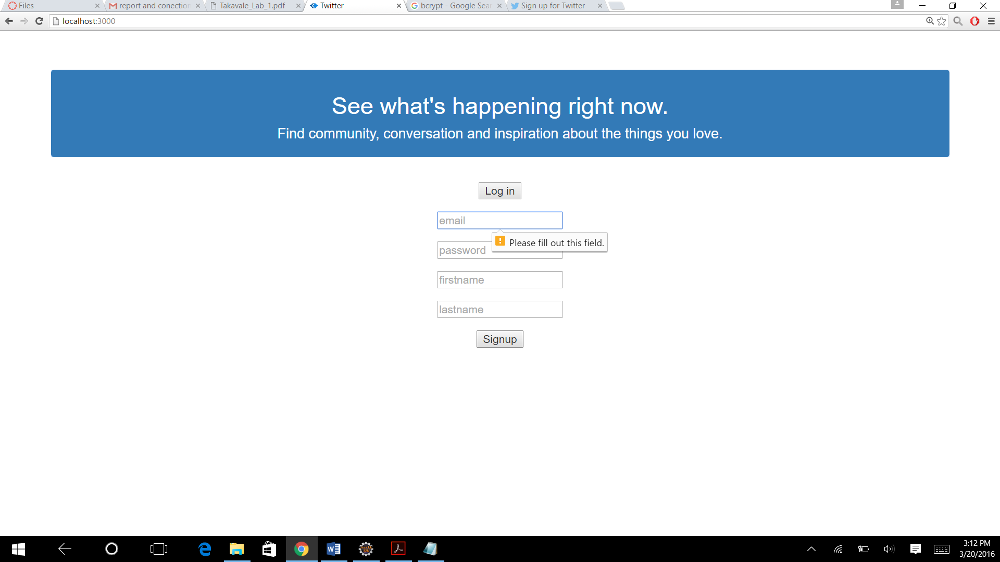 Files
report and conection
Takavale_Lab_1.pdf
Twitter
bcrypt - Google Sear
Sign up for Twitter
localhost:3000
See what's happening right now.
Find community, conversation and inspiration about the things you love.
Log in
email
Please fill out this field.
password
firstname
lastname
Signup
3:12 PM
3/20/2016